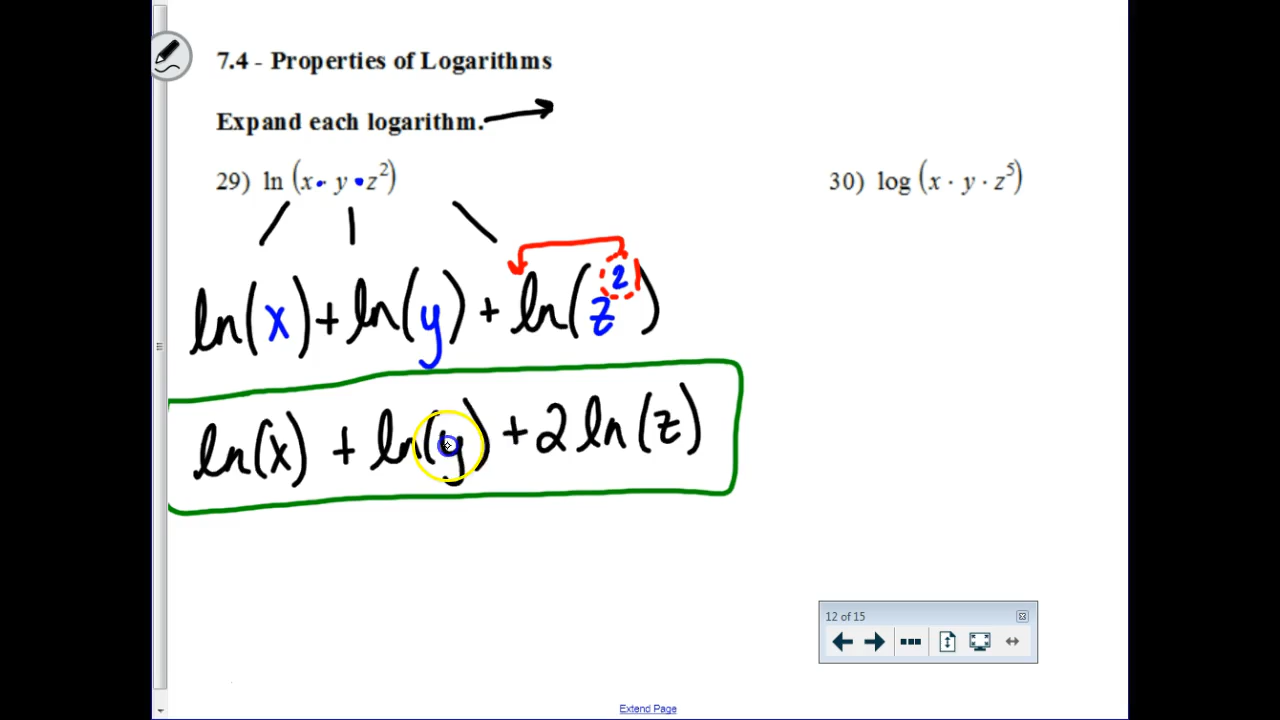 7.4 - Properties of Logarithms
Expand each logarithm.
29) ln (x · y · z²)
30) log (x · y · z⁵)
ln(x) + ln(y) + ln(z²)
ln(x) + ln(y) + 2 ln(z)
12 of 15
Extend Page